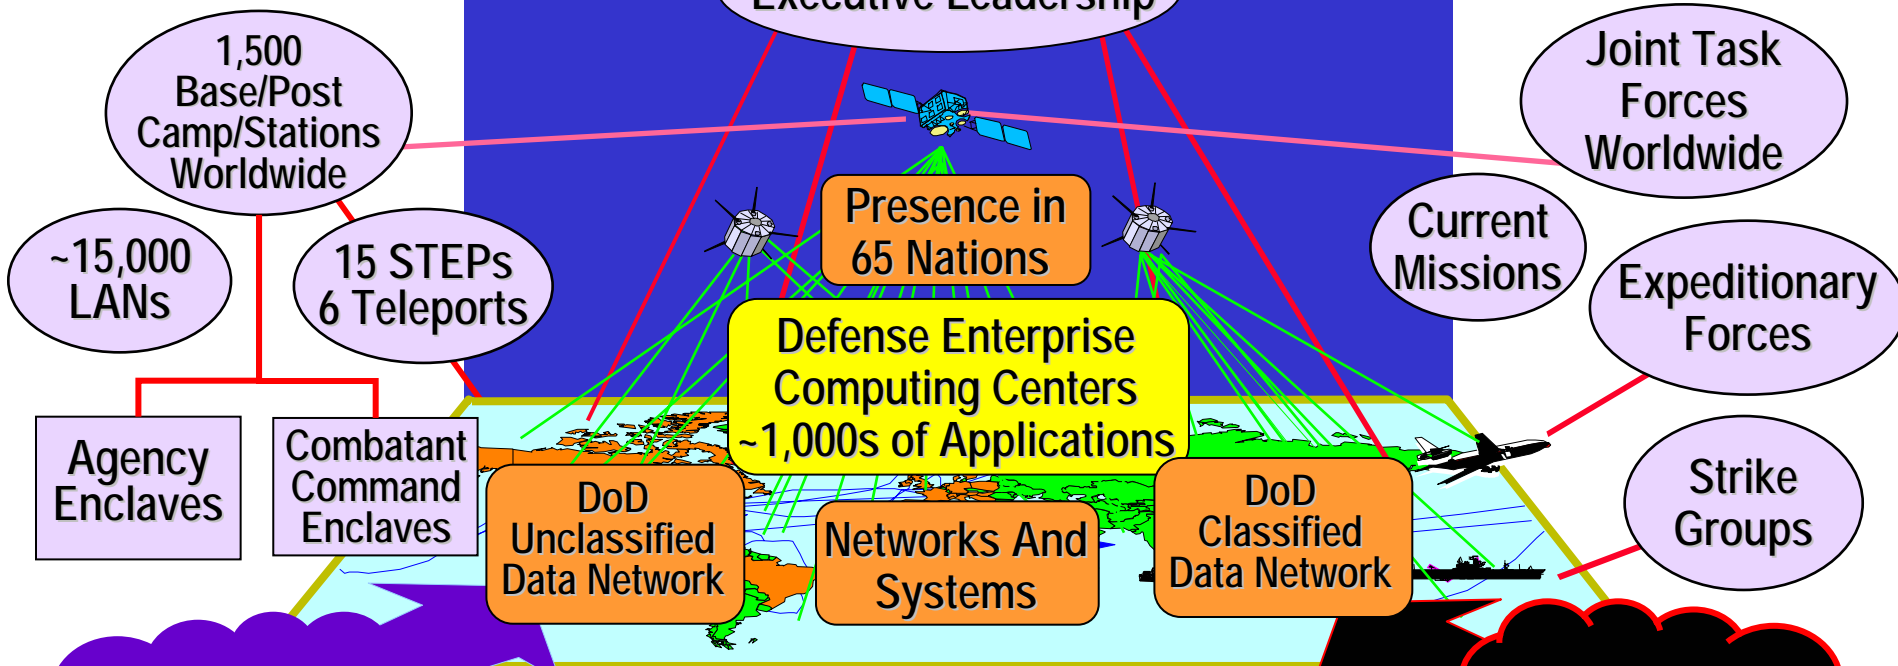 Executive Leadership
1,500
Base/Post
Camp/Stations
Worldwide
Joint Task
Forces
Worldwide
Presence in
65 Nations
Current
Missions
~15,000
LANs
15 STEPs
6 Teleports
Expeditionary
Forces
Defense Enterprise
Computing Centers
~1,000s of Applications
Agency
Enclaves
Combatant
Command
Enclaves
DoD
Unclassified
Data Network
Networks And
Systems
DoD
Classified
Data Network
Strike
Groups